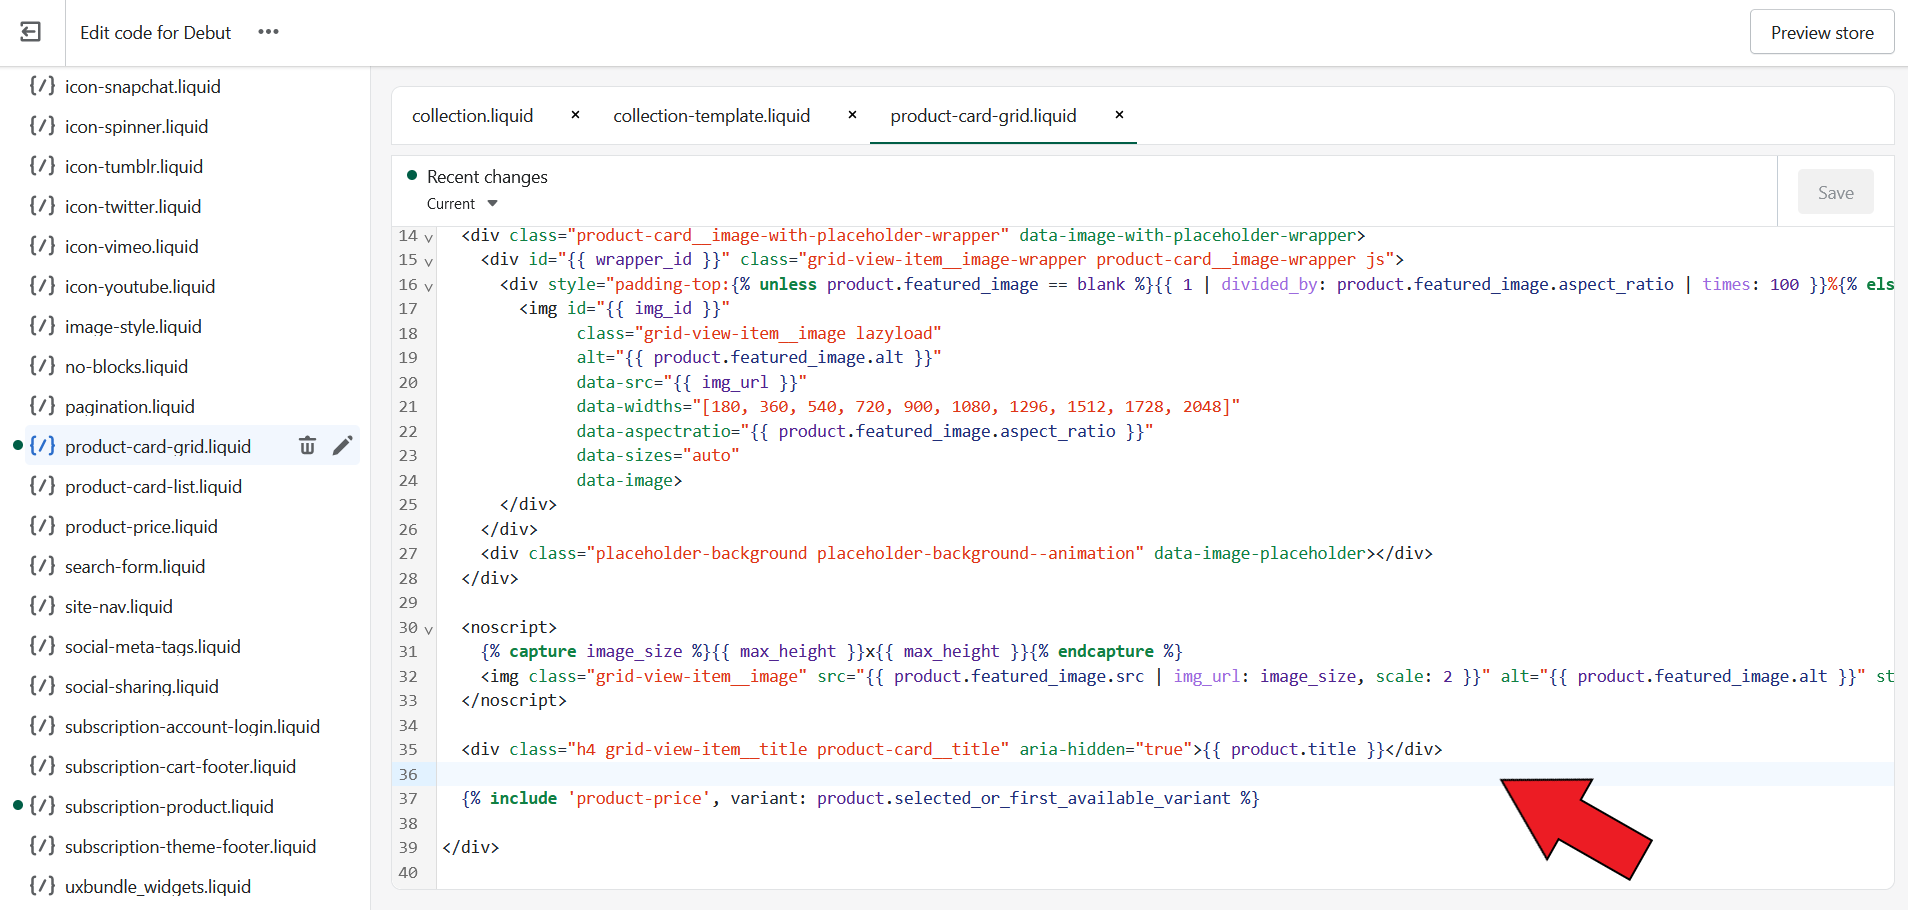 Edit code for Debut
Preview store
{/} icon-snapchat.liquid
{/} icon-spinner.liquid
{/} icon-tumblr.liquid
{/} icon-twitter.liquid
{/} icon-vimeo.liquid
{/} icon-youtube.liquid
{/} image-style.liquid
{/} no-blocks.liquid
{/} pagination.liquid
{/} product-card-grid.liquid
{/} product-card-list.liquid
{/} product-price.liquid
{/} search-form.liquid
{/} site-nav.liquid
{/} social-meta-tags.liquid
{/} social-sharing.liquid
{/} subscription-account-login.liquid
{/} subscription-cart-footer.liquid
{/} subscription-product.liquid
{/} subscription-theme-footer.liquid
{/} uxbundle_widgets.liquid
collection.liquid × collection-template.liquid × product-card-grid.liquid ×
Recent changes
Current
Save
14 <div class="product-card__image-with-placeholder-wrapper" data-image-with-placeholder-wrapper>
15 <div id="{{ wrapper_id }}" class="grid-view-item__image-wrapper product-card__image-wrapper js">
16 <div style="padding-top:{% unless product.featured_image == blank %}{{ 1 | divided_by: product.featured_image.aspect_ratio | times: 100 }}%{% els
17 <img id="{{ img_id }}"
18 class="grid-view-item__image lazyload"
19 alt="{{ product.featured_image.alt }}"
20 data-src="{{ img_url }}"
21 data-widths="[180, 360, 540, 720, 900, 1080, 1296, 1512, 1728, 2048]"
22 data-aspectratio="{{ product.featured_image.aspect_ratio }}"
23 data-sizes="auto"
24 data-image>
25 </div>
26 </div>
27 <div class="placeholder-background placeholder-background--animation" data-image-placeholder></div>
28 </div>
29
30 <noscript>
31 {% capture image_size %}{{ max_height }}x{{ max_height }}{% endcapture %}
32 <img class="grid-view-item__image" src="{{ product.featured_image.src | img_url: image_size, scale: 2 }}" alt="{{ product.featured_image.alt }}" st
33 </noscript>
34
35 <div class="h4 grid-view-item__title product-card__title" aria-hidden="true">{{ product.title }}</div>
36
37 {% include 'product-price', variant: product.selected_or_first_available_variant %}
38
39 </div>
40